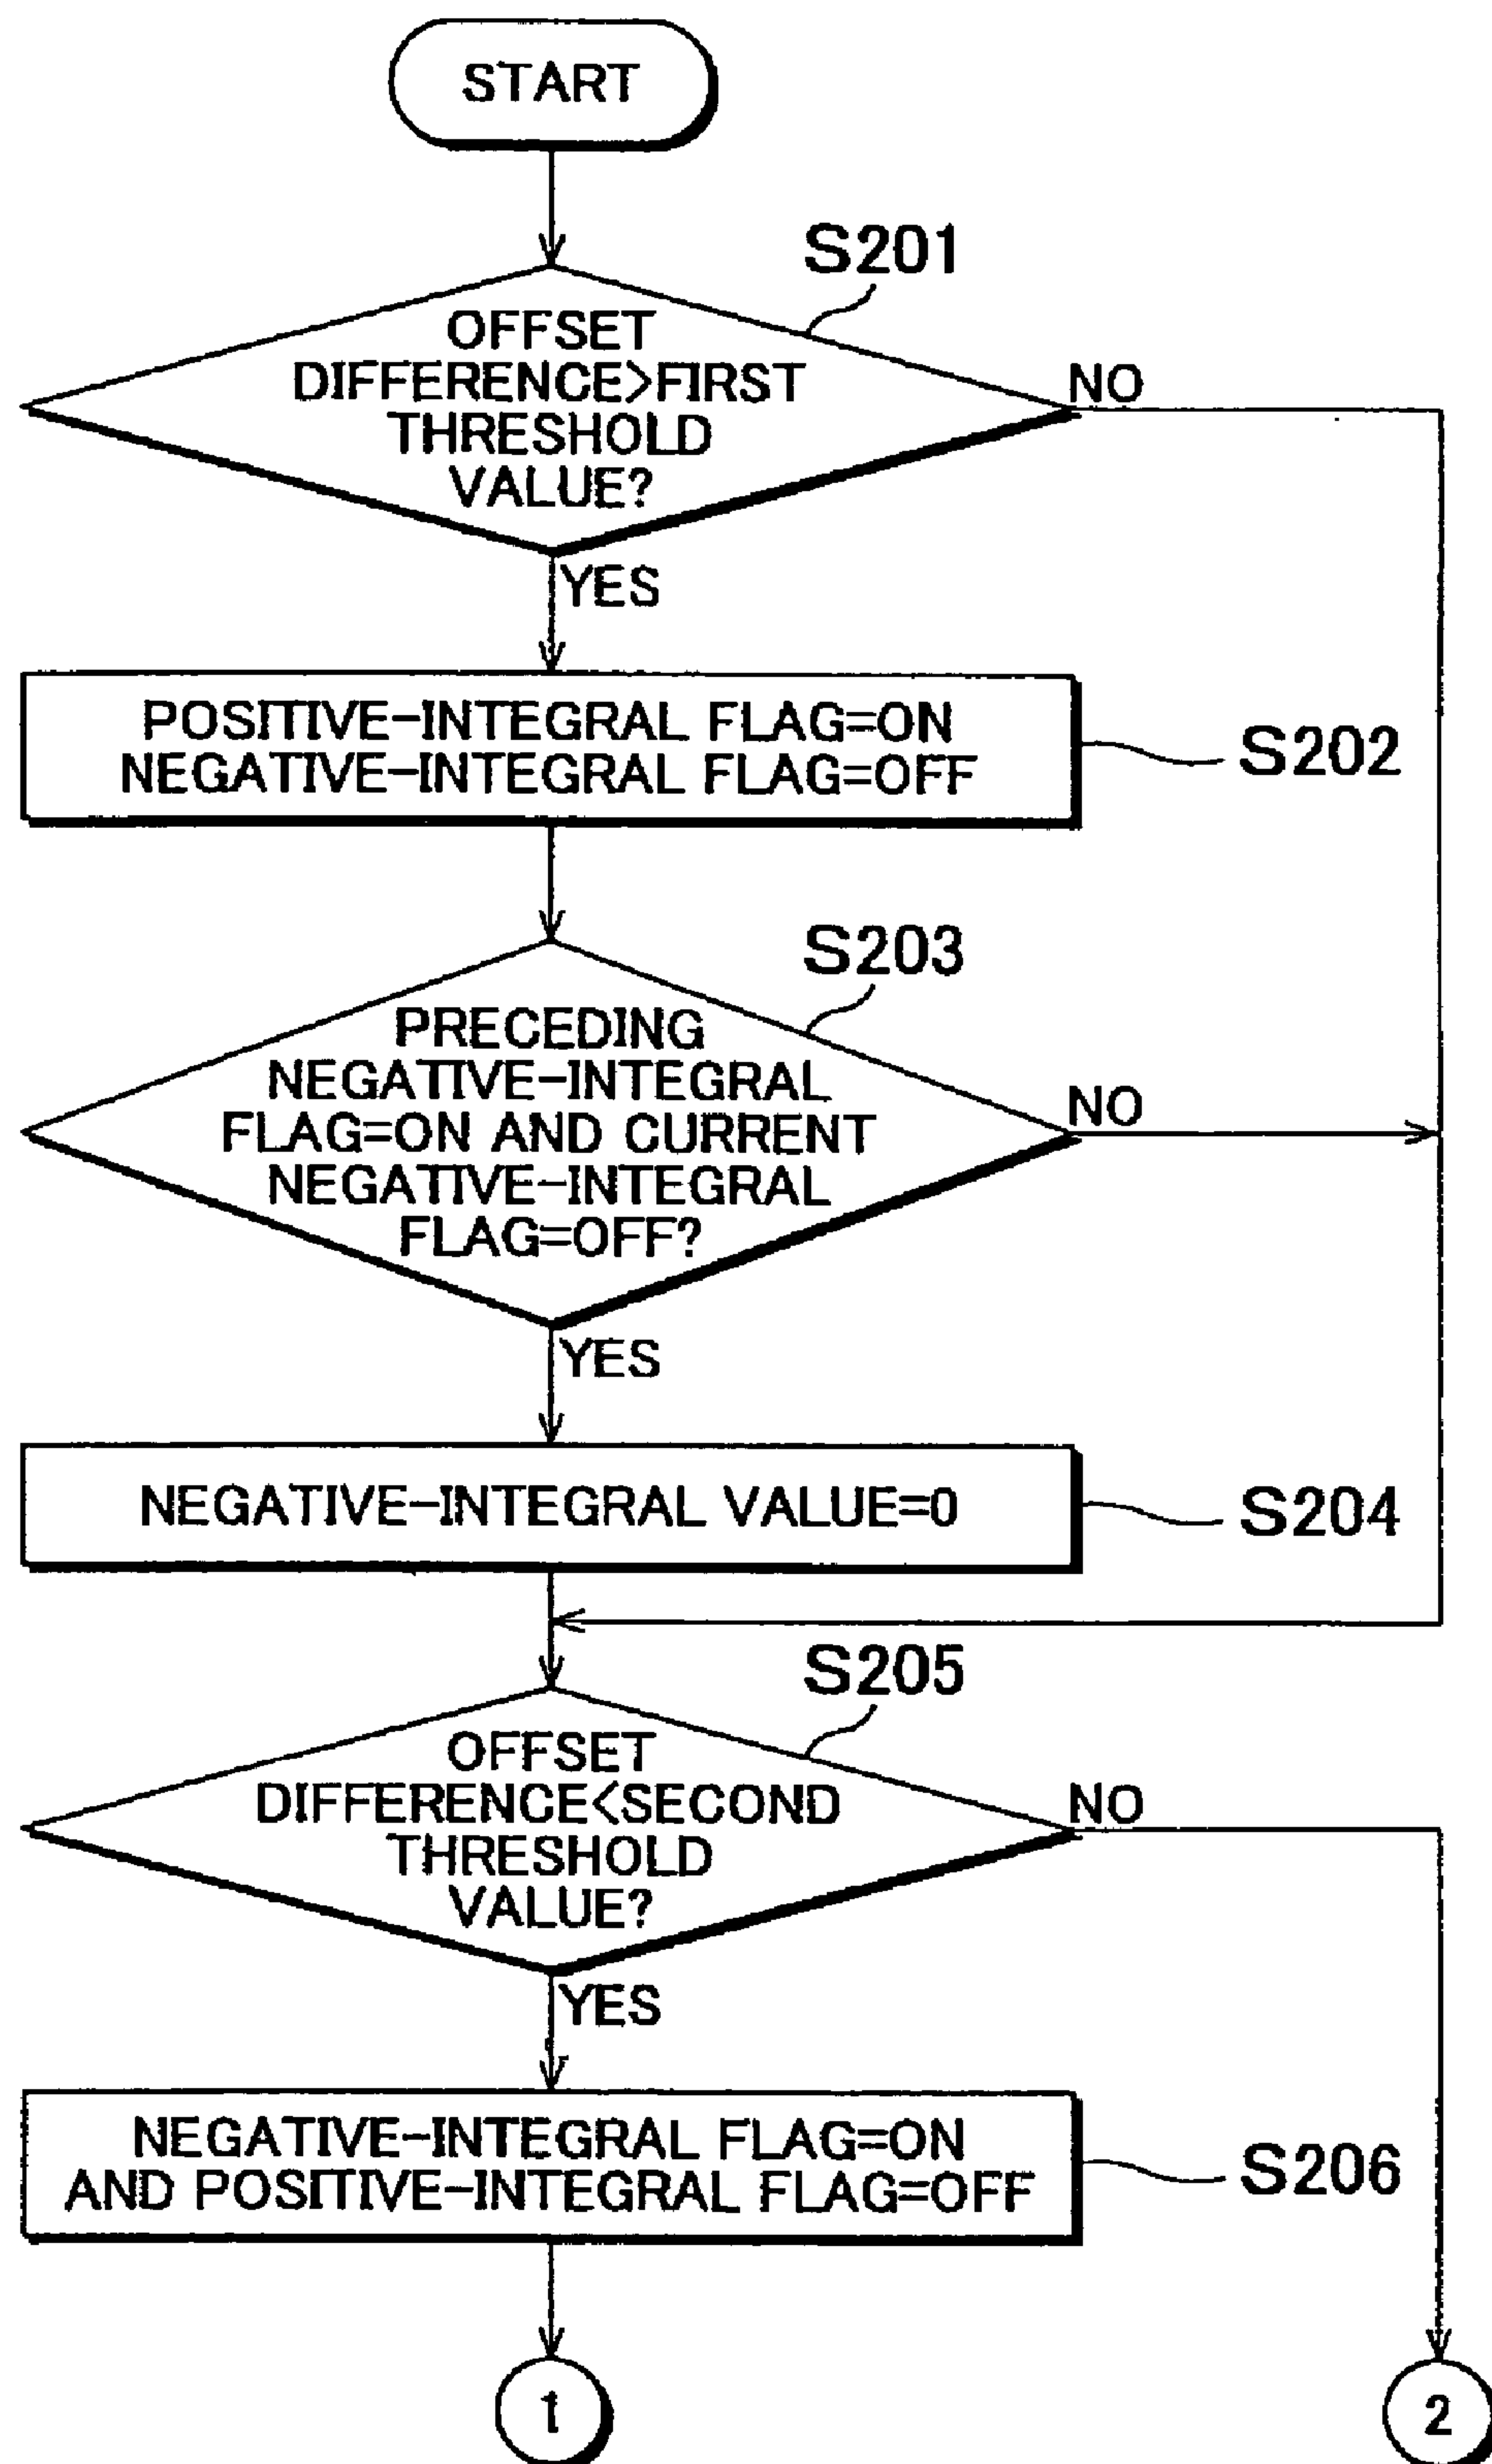 START
S201
OFFSET
DIFFERENCE>FIRST
THRESHOLD
VALUE?
NO
YES
POSITIVE-INTEGRAL FLAG=ON
NEGATIVE-INTEGRAL FLAG=OFF
S202
S203
PRECEDING
NEGATIVE-INTEGRAL
FLAG=ON AND CURRENT
NEGATIVE-INTEGRAL
FLAG=OFF?
NO
YES
NEGATIVE-INTEGRAL VALUE=0
S204
S205
OFFSET
DIFFERENCE<SECOND
THRESHOLD
VALUE?
NO
YES
NEGATIVE-INTEGRAL FLAG=ON
AND POSITIVE-INTEGRAL FLAG=OFF
S206
1
2